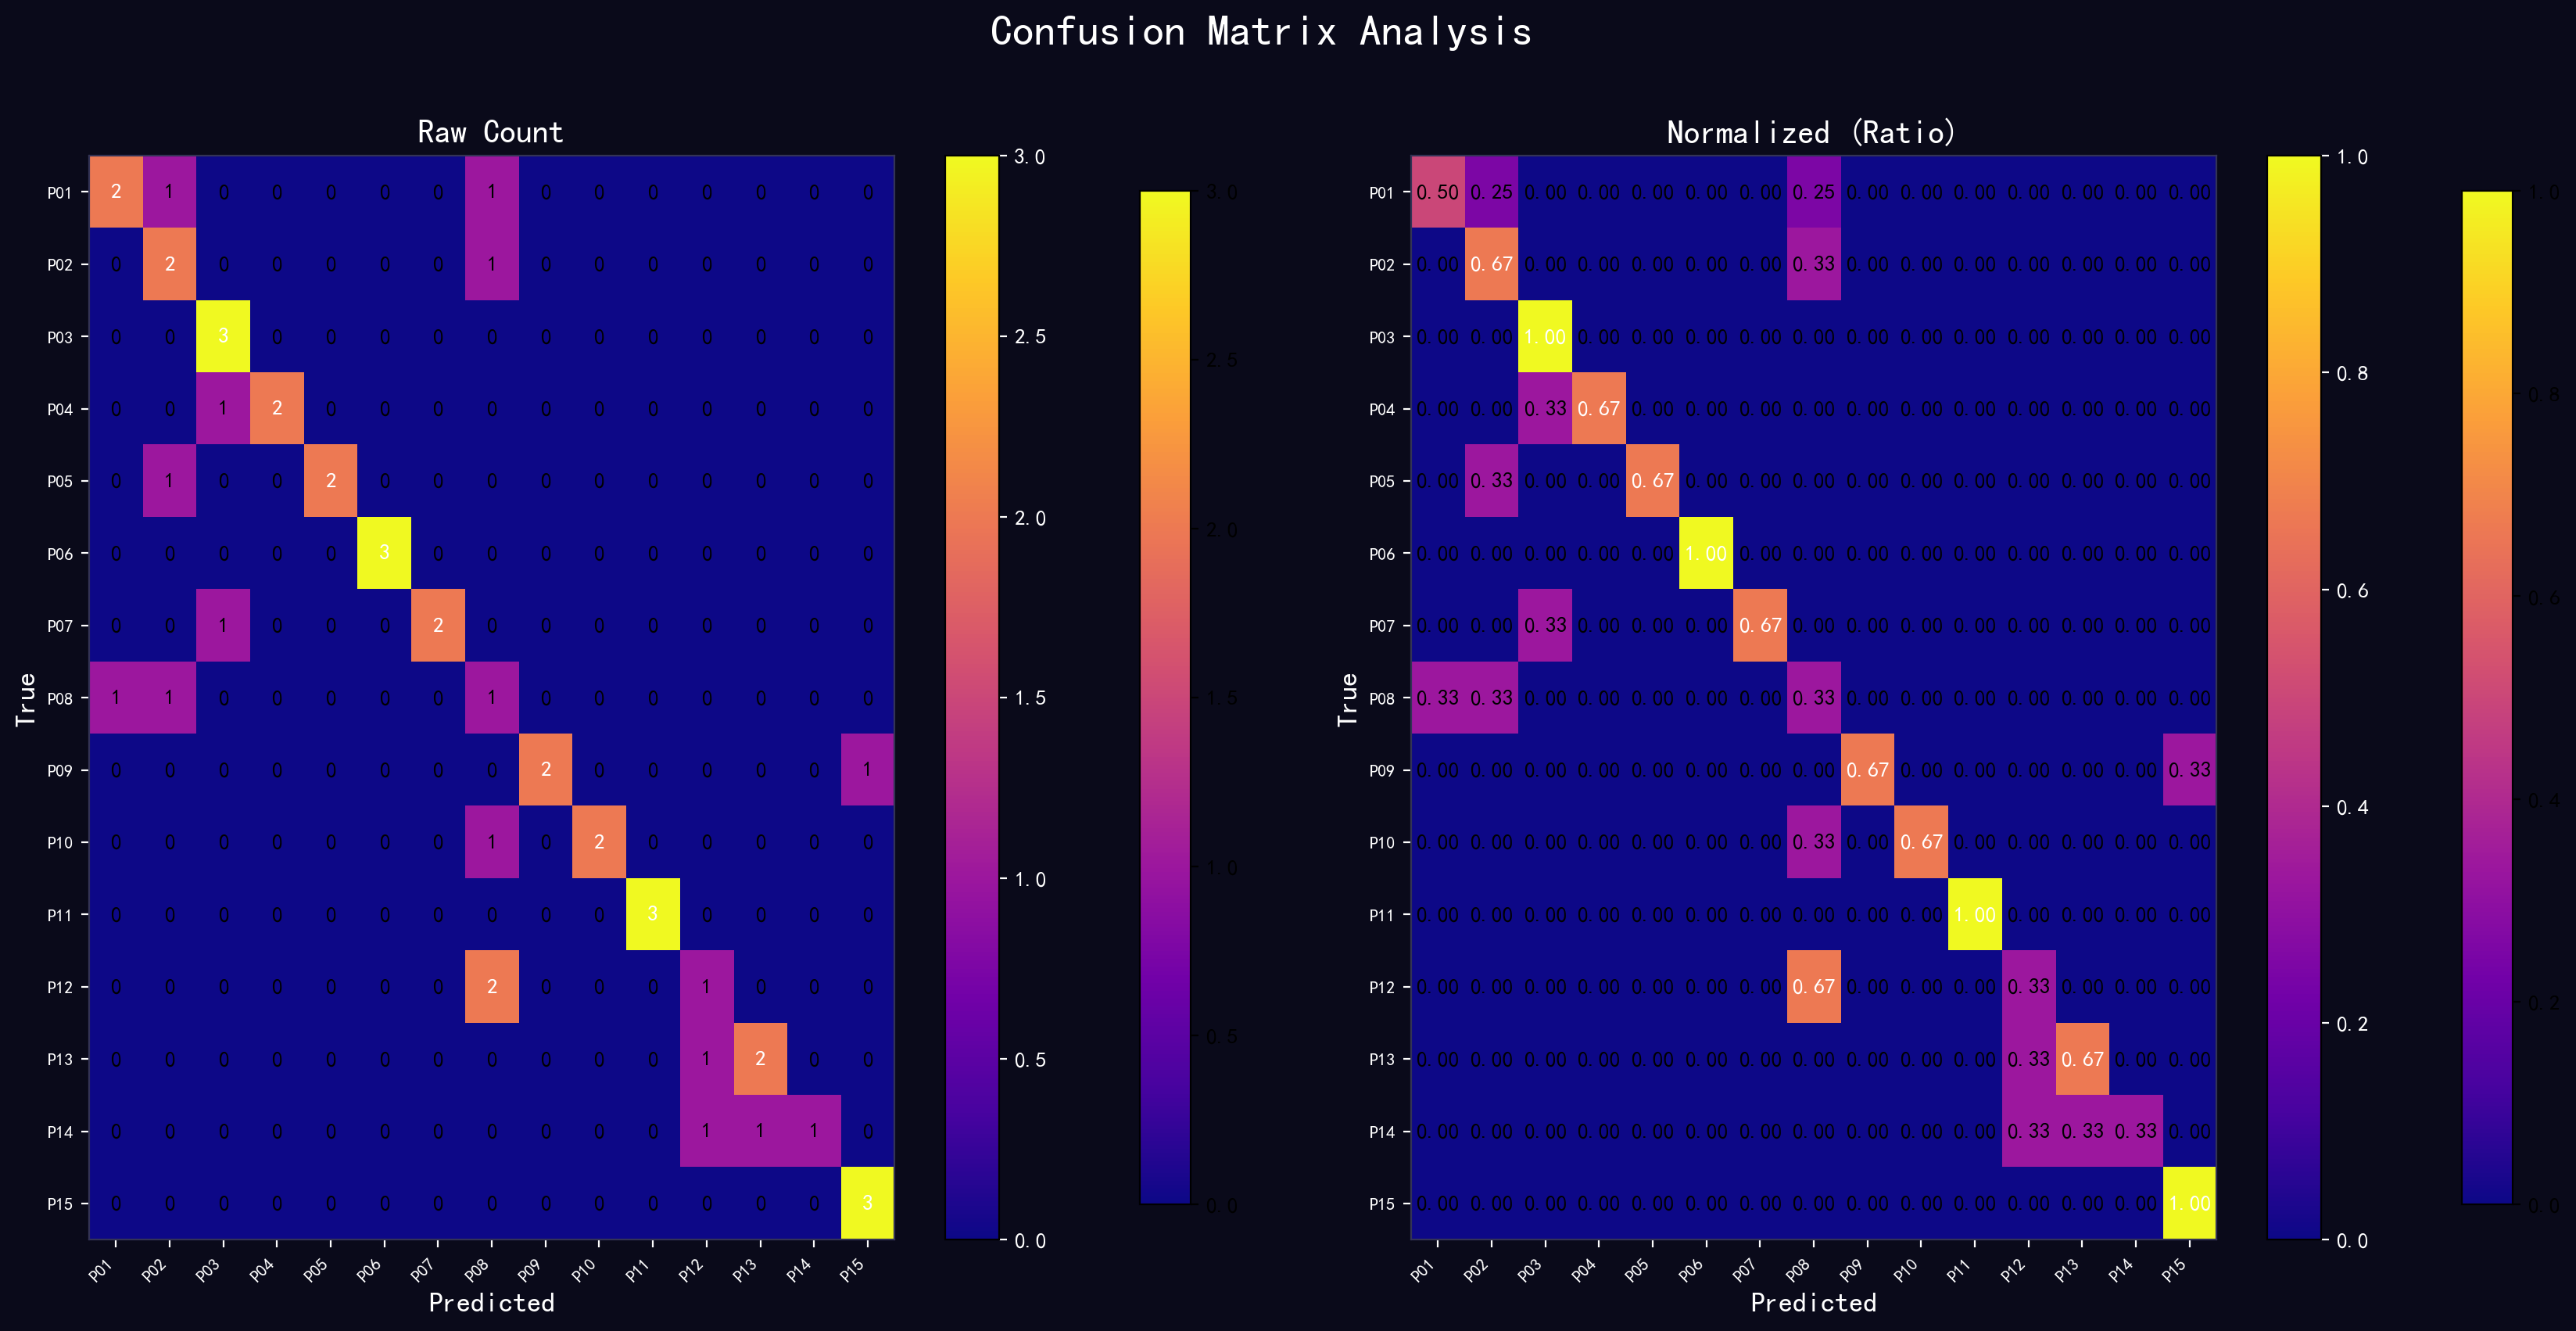 Confusion Matrix Analysis
Raw Count
P01 2 1 0 0 0 0 0 1 0 0 0 0 0 0 0
P02 0 2 0 0 0 0 0 1 0 0 0 0 0 0 0
P03 0 0 3 0 0 0 0 0 0 0 0 0 0 0 0
P04 0 0 1 2 0 0 0 0 0 0 0 0 0 0 0
P05 0 1 0 0 2 0 0 0 0 0 0 0 0 0 0
P06 0 0 0 0 0 3 0 0 0 0 0 0 0 0 0
P07 0 0 1 0 0 0 2 0 0 0 0 0 0 0 0
P08 1 1 0 0 0 0 0 1 0 0 0 0 0 0 0
P09 0 0 0 0 0 0 0 0 2 0 0 0 0 0 1
P10 0 0 0 0 0 0 0 1 0 2 0 0 0 0 0
P11 0 0 0 0 0 0 0 0 0 0 3 0 0 0 0
P12 0 0 0 0 0 0 0 2 0 0 0 1 0 0 0
P13 0 0 0 0 0 0 0 0 0 0 0 1 2 0 0
P14 0 0 0 0 0 0 0 0 0 0 0 1 1 1 0
P15 0 0 0 0 0 0 0 0 0 0 0 0 0 0 3
P01 P02 P03 P04 P05 P06 P07 P08 P09 P10 P11 P12 P13 P14 P15
Predicted
True
3.0
2.5
2.0
1.5
1.0
0.5
0.0
3.0
2.5
2.0
1.5
1.0
0.5
0.0
Normalized (Ratio)
P01 0.50 0.25 0.00 0.00 0.00 0.00 0.00 0.25 0.00 0.00 0.00 0.00 0.00 0.00 0.00
P02 0.00 0.67 0.00 0.00 0.00 0.00 0.00 0.33 0.00 0.00 0.00 0.00 0.00 0.00 0.00
P03 0.00 0.00 1.00 0.00 0.00 0.00 0.00 0.00 0.00 0.00 0.00 0.00 0.00 0.00 0.00
P04 0.00 0.00 0.33 0.67 0.00 0.00 0.00 0.00 0.00 0.00 0.00 0.00 0.00 0.00 0.00
P05 0.00 0.33 0.00 0.00 0.67 0.00 0.00 0.00 0.00 0.00 0.00 0.00 0.00 0.00 0.00
P06 0.00 0.00 0.00 0.00 0.00 1.00 0.00 0.00 0.00 0.00 0.00 0.00 0.00 0.00 0.00
P07 0.00 0.00 0.33 0.00 0.00 0.00 0.67 0.00 0.00 0.00 0.00 0.00 0.00 0.00 0.00
P08 0.33 0.33 0.00 0.00 0.00 0.00 0.00 0.33 0.00 0.00 0.00 0.00 0.00 0.00 0.00
P09 0.00 0.00 0.00 0.00 0.00 0.00 0.00 0.00 0.67 0.00 0.00 0.00 0.00 0.00 0.33
P10 0.00 0.00 0.00 0.00 0.00 0.00 0.00 0.33 0.00 0.67 0.00 0.00 0.00 0.00 0.00
P11 0.00 0.00 0.00 0.00 0.00 0.00 0.00 0.00 0.00 0.00 1.00 0.00 0.00 0.00 0.00
P12 0.00 0.00 0.00 0.00 0.00 0.00 0.00 0.67 0.00 0.00 0.00 0.33 0.00 0.00 0.00
P13 0.00 0.00 0.00 0.00 0.00 0.00 0.00 0.00 0.00 0.00 0.00 0.33 0.67 0.00 0.00
P14 0.00 0.00 0.00 0.00 0.00 0.00 0.00 0.00 0.00 0.00 0.00 0.33 0.33 0.33 0.00
P15 0.00 0.00 0.00 0.00 0.00 0.00 0.00 0.00 0.00 0.00 0.00 0.00 0.00 0.00 1.00
P01 P02 P03 P04 P05 P06 P07 P08 P09 P10 P11 P12 P13 P14 P15
Predicted
True
1.0
0.8
0.6
0.4
0.2
0.0
1.0
0.8
0.6
0.4
0.2
0.0